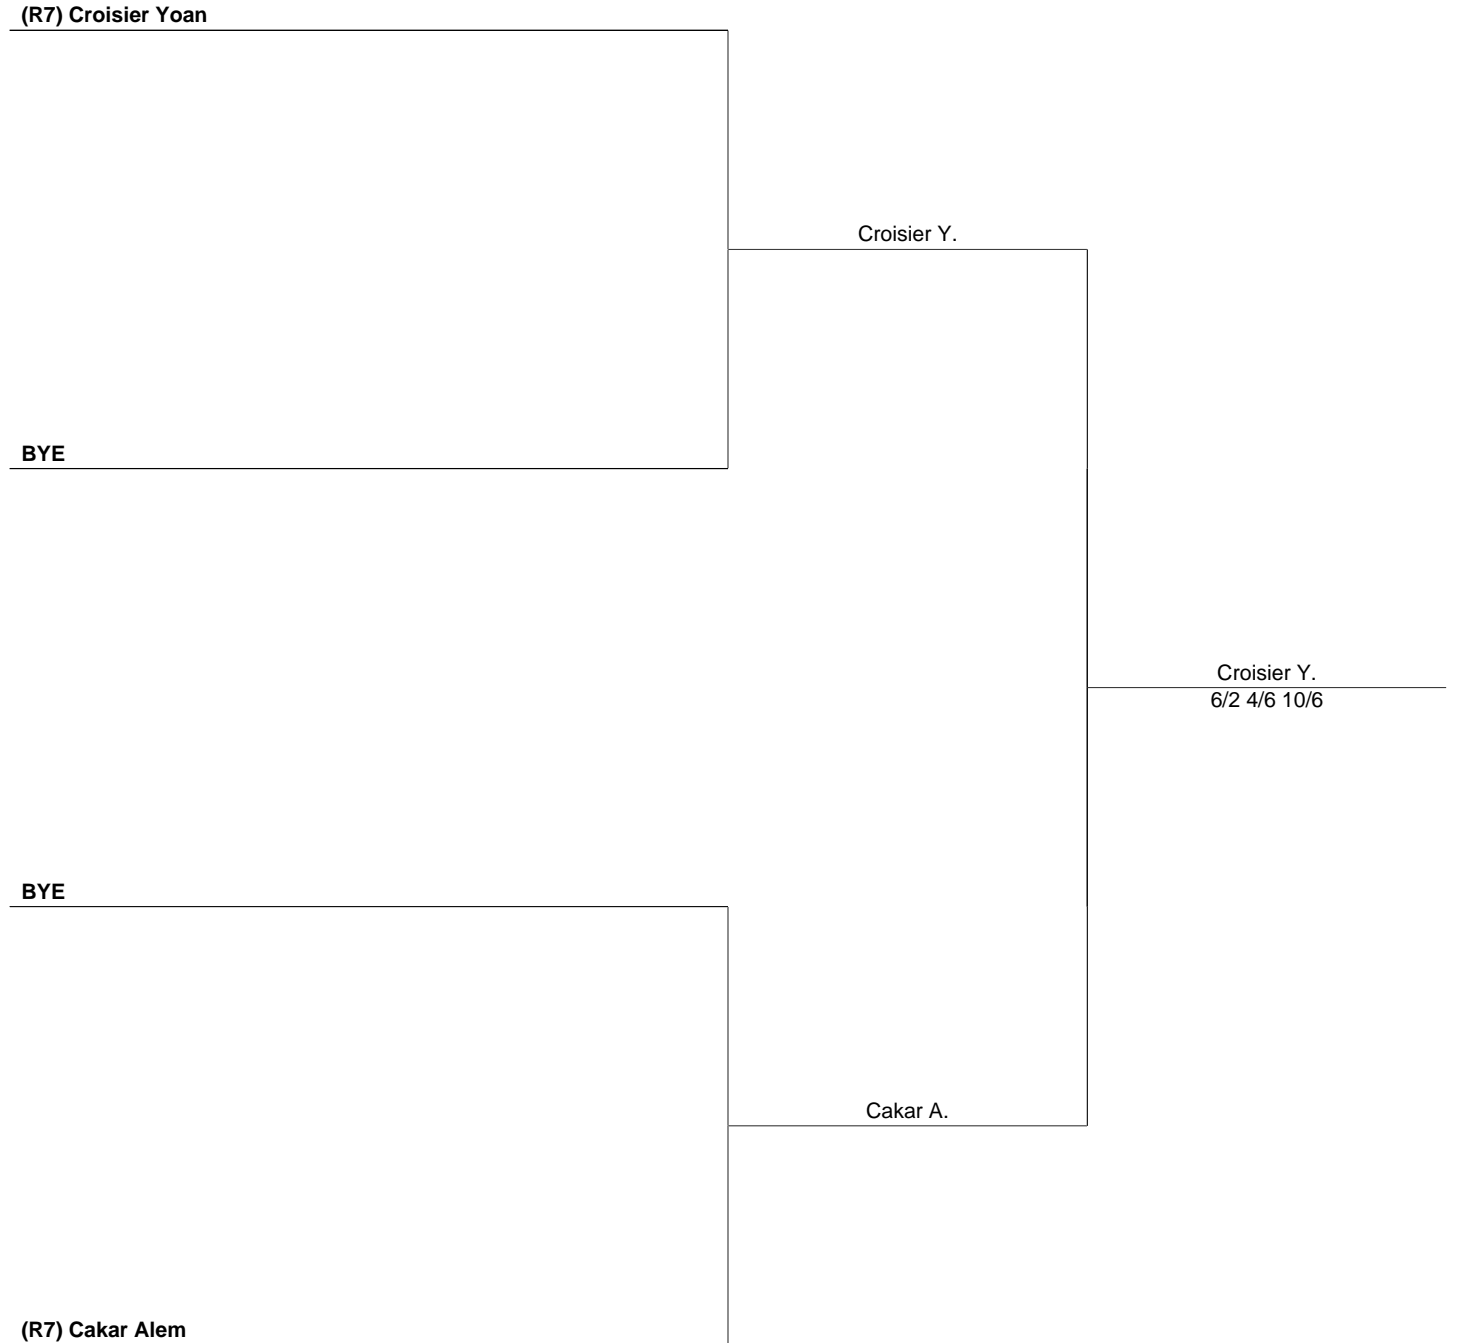 (R7) Croisier Yoan
Croisier Y.
BYE
Croisier Y.
6/2 4/6 10/6
BYE
Cakar A.
(R7) Cakar Alem